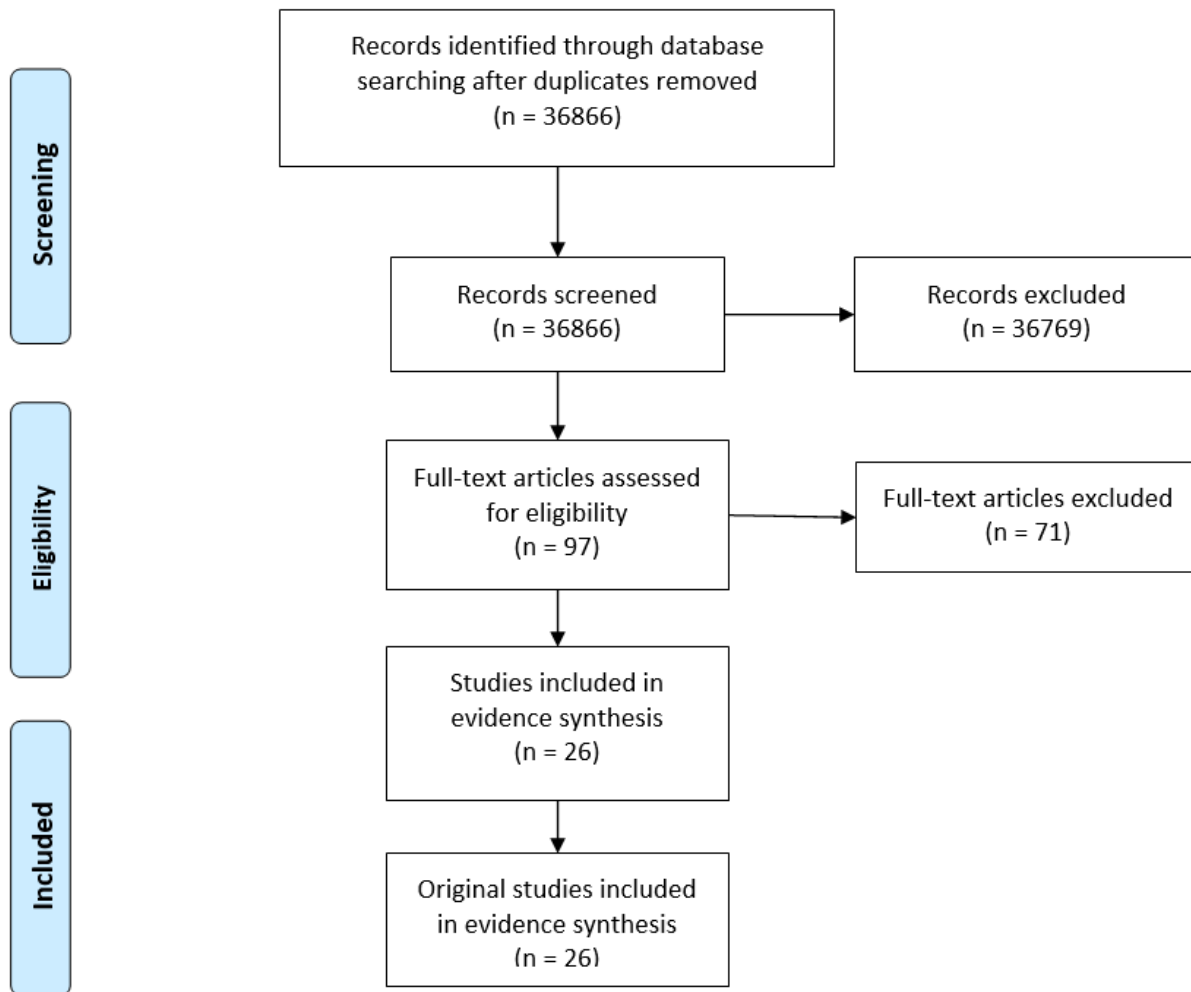 Records identified through database
searching after duplicates removed
(n = 36866)
Screening
Records screened
(n = 36866)
Records excluded
(n = 36769)
Full-text articles assessed
for eligibility
(n = 97)
Full-text articles excluded
(n = 71)
Eligibility
Studies included in
evidence synthesis
(n = 26)
Included
Original studies included
in evidence synthesis
(n = 26)